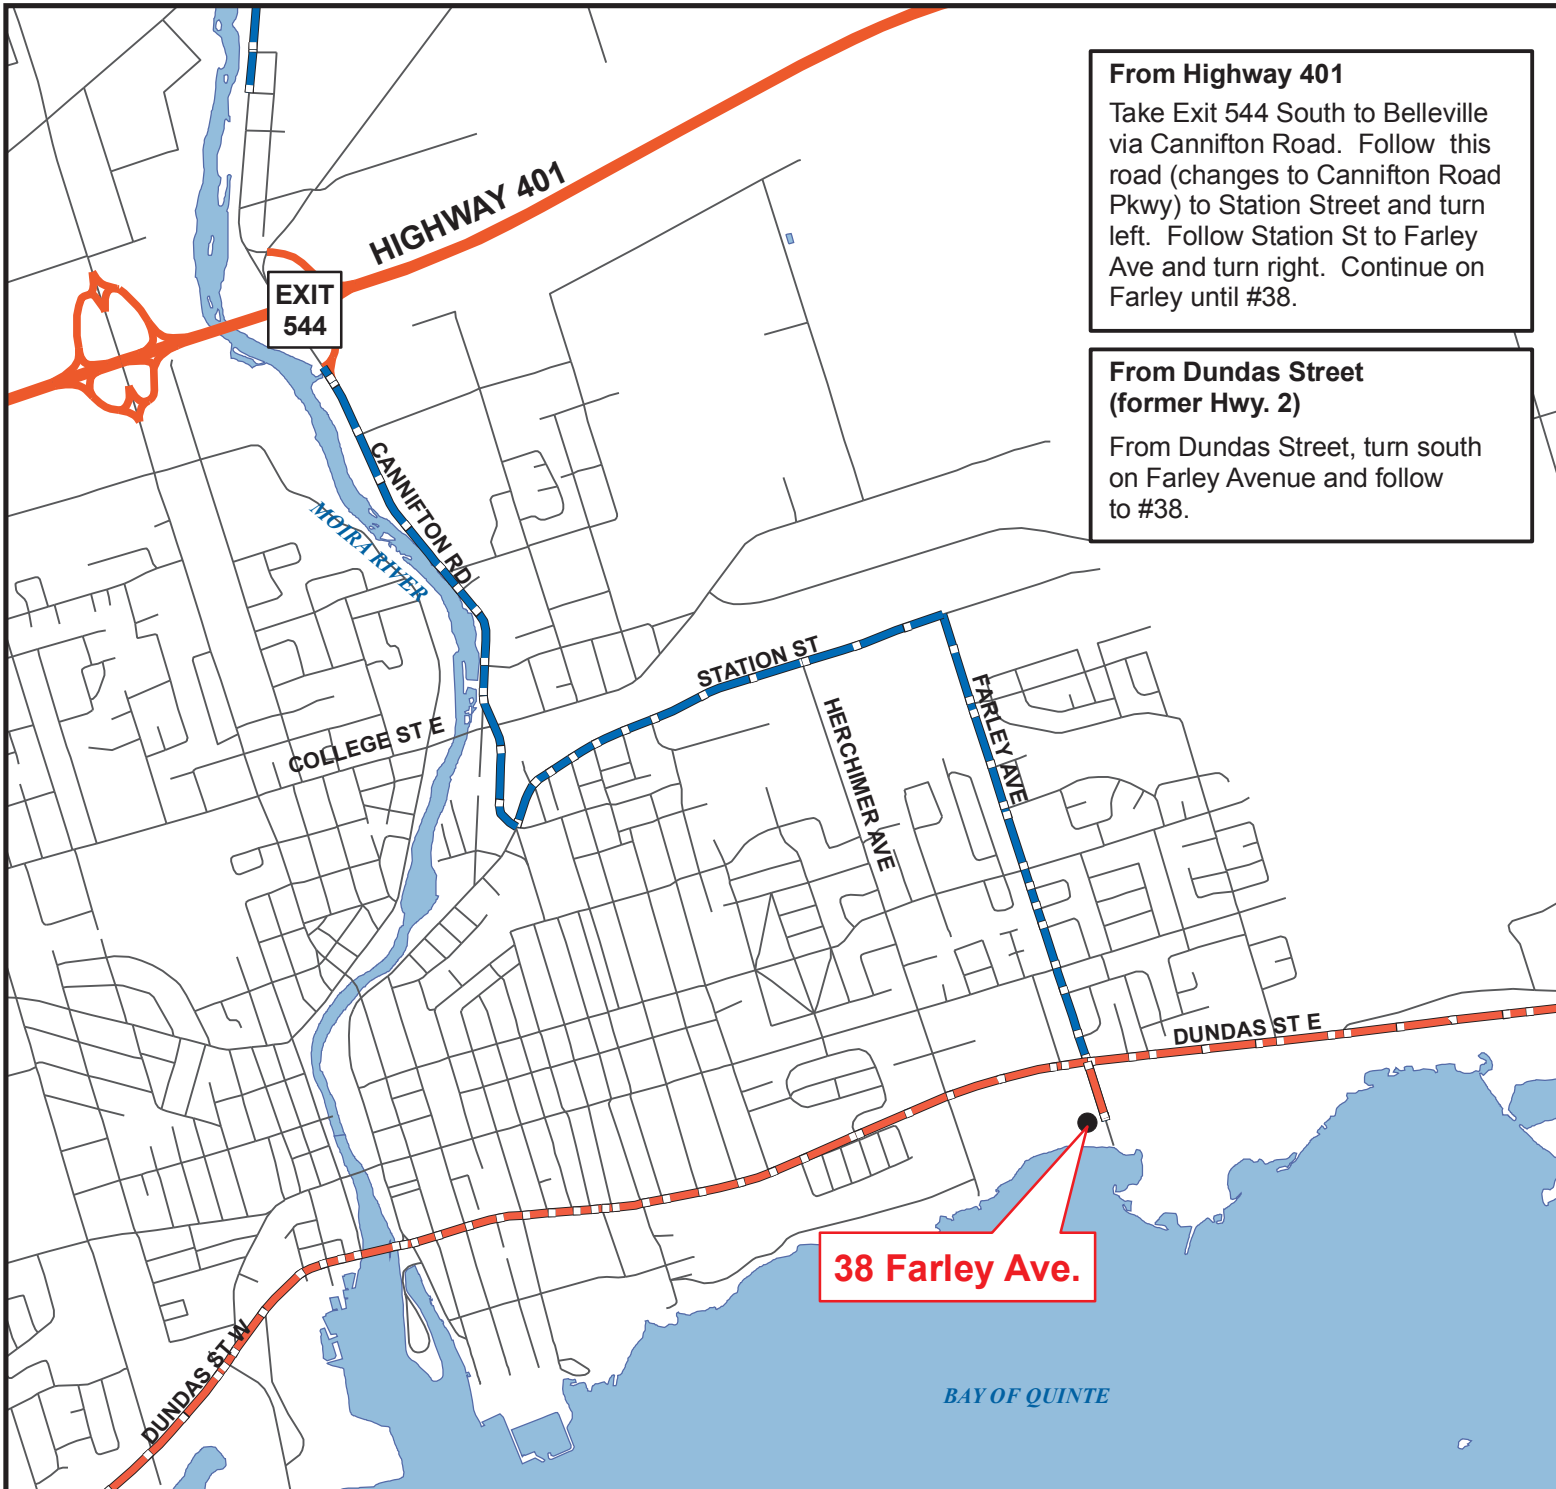 From Highway 401
Take Exit 544 South to Belleville
via Cannifton Road. Follow this
road (changes to Cannifton Road
Pkwy) to Station Street and turn
left. Follow Station St to Farley
Ave and turn right. Continue on
Farley until #38.
From Dundas Street
(former Hwy. 2)
From Dundas Street, turn south
on Farley Avenue and follow
to #38.
HIGHWAY 401
EXIT
544
CANNIFTON RD
MOIRA RIVER
STATION ST
COLLEGE ST E
HERCHIMER AVE
FARLEY AVE
DUNDAS ST E
38 Farley Ave.
DUNDAS ST W
BAY OF QUINTE